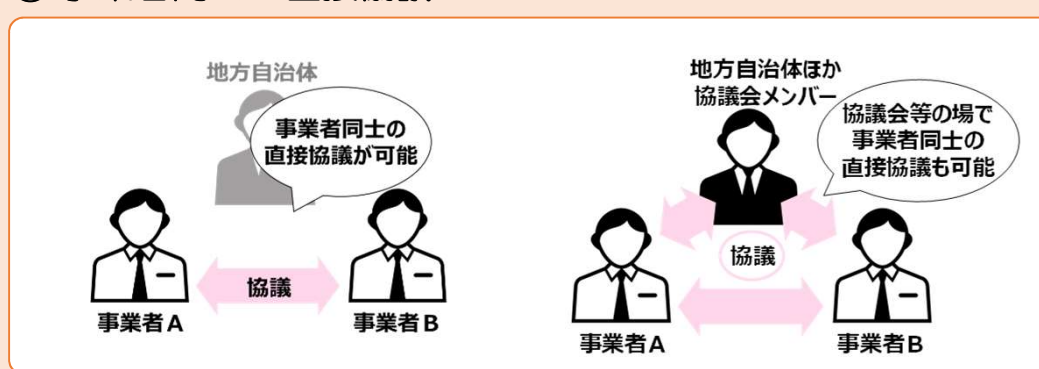 地方自治体
事業者同士の
直接協議が可能
協議
事業者A
事業者B
地方自治体ほか
協議会メンバー
協議会等の場で
事業者同士の
直接協議も可能
協議
事業者A
事業者B